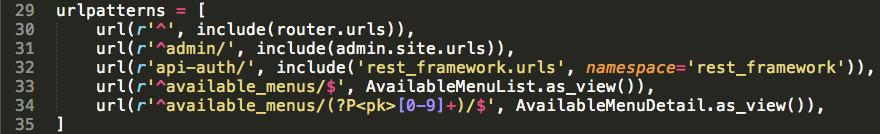 29 urlpatterns = [
30     url(r'^', include(router.urls)),
31     url(r'^admin/', include(admin.site.urls)),
32     url(r'api-auth/', include('rest_framework.urls', namespace='rest_framework')),
33     url(r'^available_menus/$', AvailableMenuList.as_view()),
34     url(r'^available_menus/(?P<pk>[0-9]+)/$', AvailableMenuDetail.as_view()),
35 ]